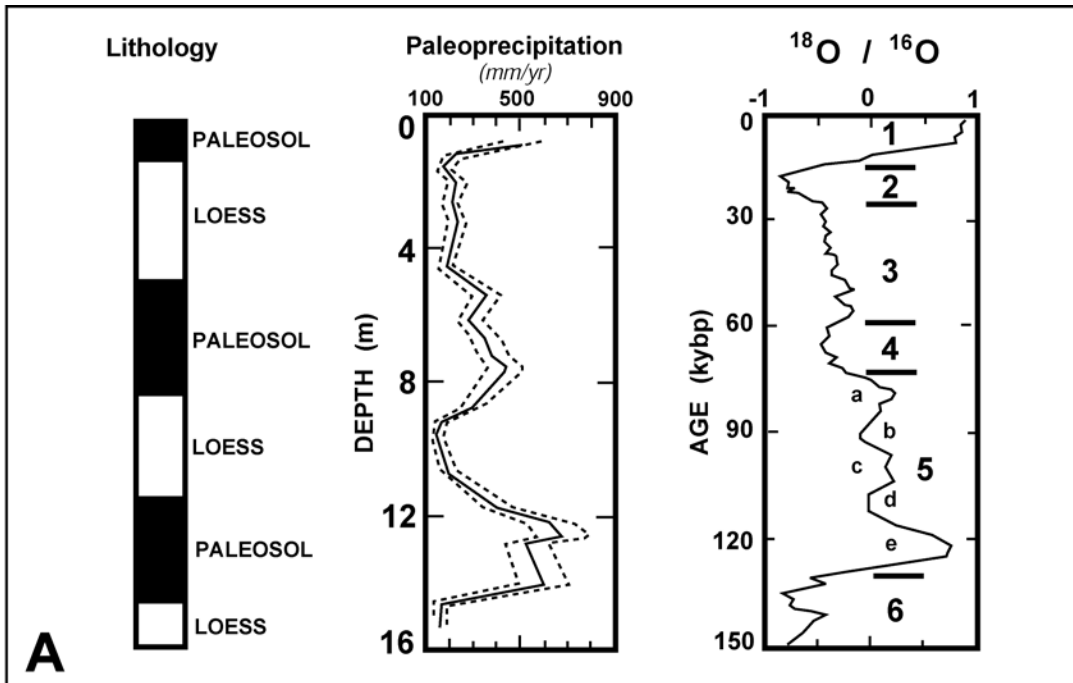 Lithology
PALEOSOL
LOESS
PALEOSOL
LOESS
PALEOSOL
LOESS
A
Paleoprecipitation
(mm/yr)
100 500 900
0
4
8
12
16
DEPTH (m)
18O / 16O
-1 0 1
0
30
60
90
120
150
AGE (kybp)
1
2
3
4
a
b
5
c
d
e
6